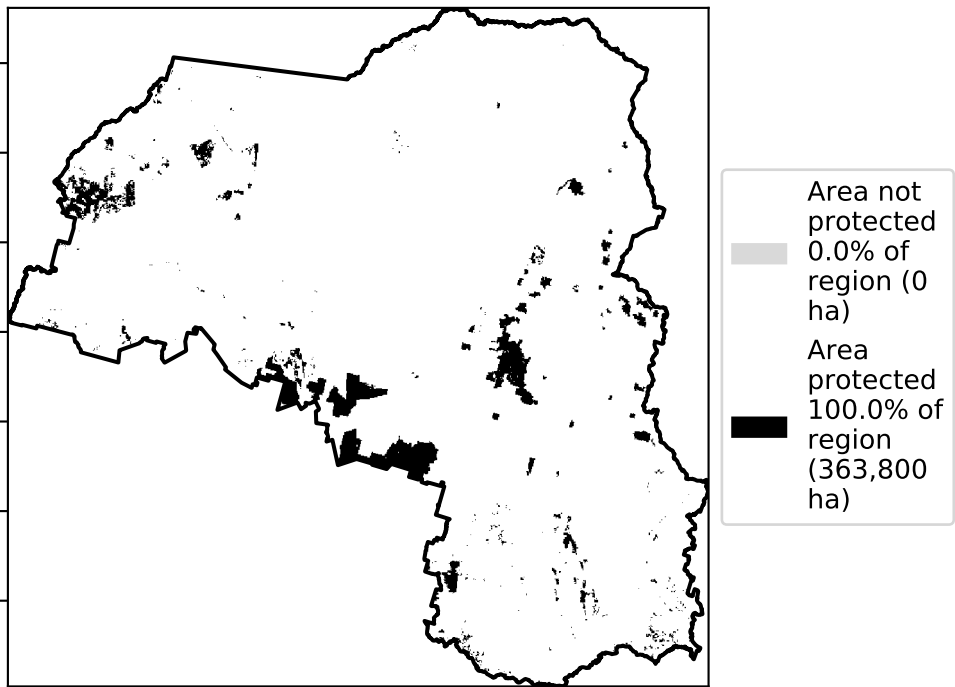 Area not
protected
0.0% of
region (0
ha)
Area
protected
100.0% of
region
(363,800
ha)